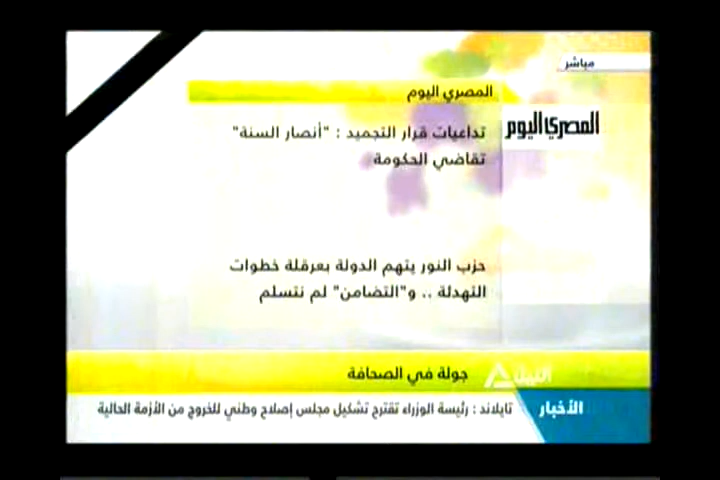 مباشر
المصري اليوم
المصري اليوم
تداعيات قرار التجميد : "أنصار السنة"
تقاضي الحكومة
حزب النور يتهم الدولة بعرقلة خطوات
التهدئة .. و"التضامن" لم نتسلم
النيل
جولة في الصحافة
الأخبار
تايلاند : رئيسة الوزراء تقترح تشكيل مجلس إصلاح وطني للخروج من الأزمة الحالية